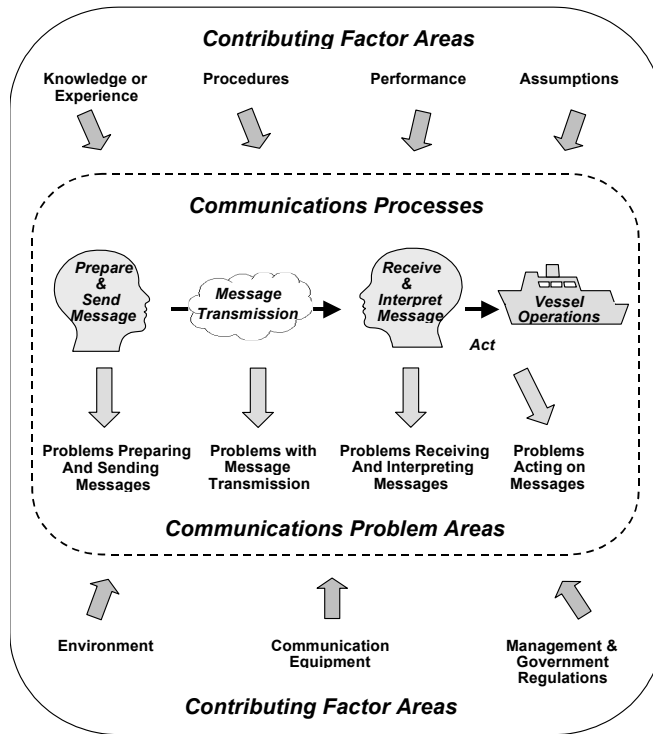 Contributing Factor Areas
Knowledge or
Experience
Procedures
Performance
Assumptions
Communications Processes
Prepare
&
Send
Message
Message
Transmission
Receive
&
Interpret
Message
Act
Vessel
Operations
Problems Preparing
And Sending
Messages
Problems with
Message
Transmission
Problems Receiving
And Interpreting
Messages
Problems
Acting on
Messages
Communications Problem Areas
Environment
Communication
Equipment
Management &
Government
Regulations
Contributing Factor Areas